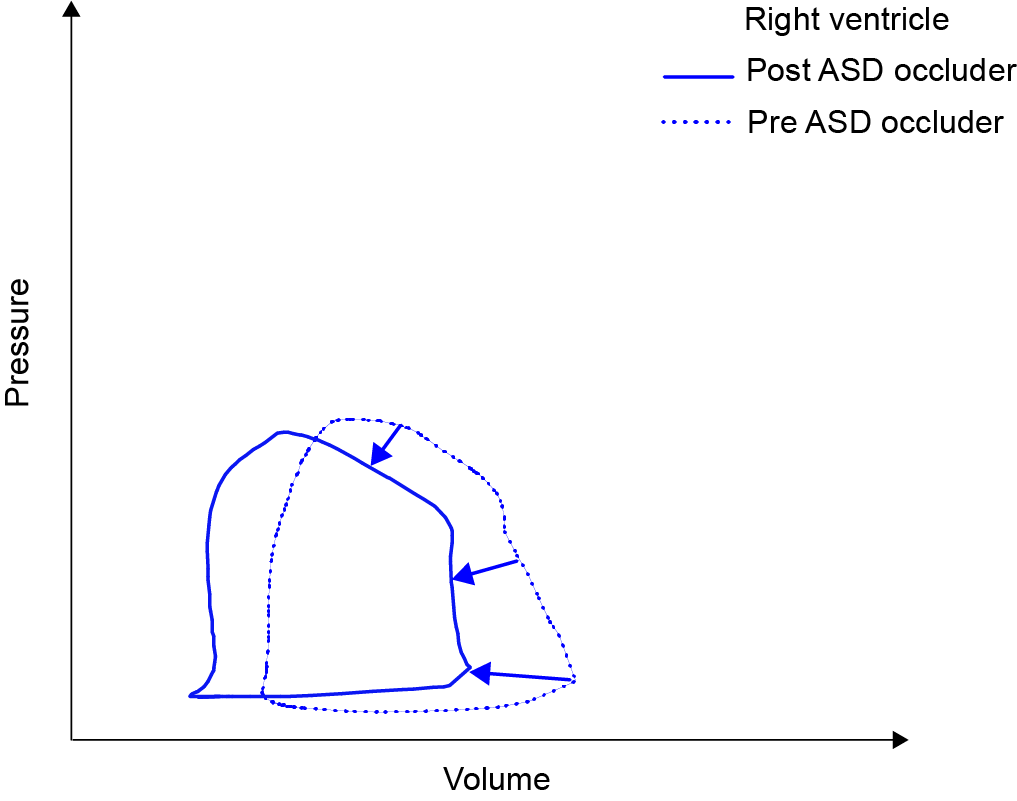 Right ventricle
Post ASD occluder
Pre ASD occluder
Pressure
Volume